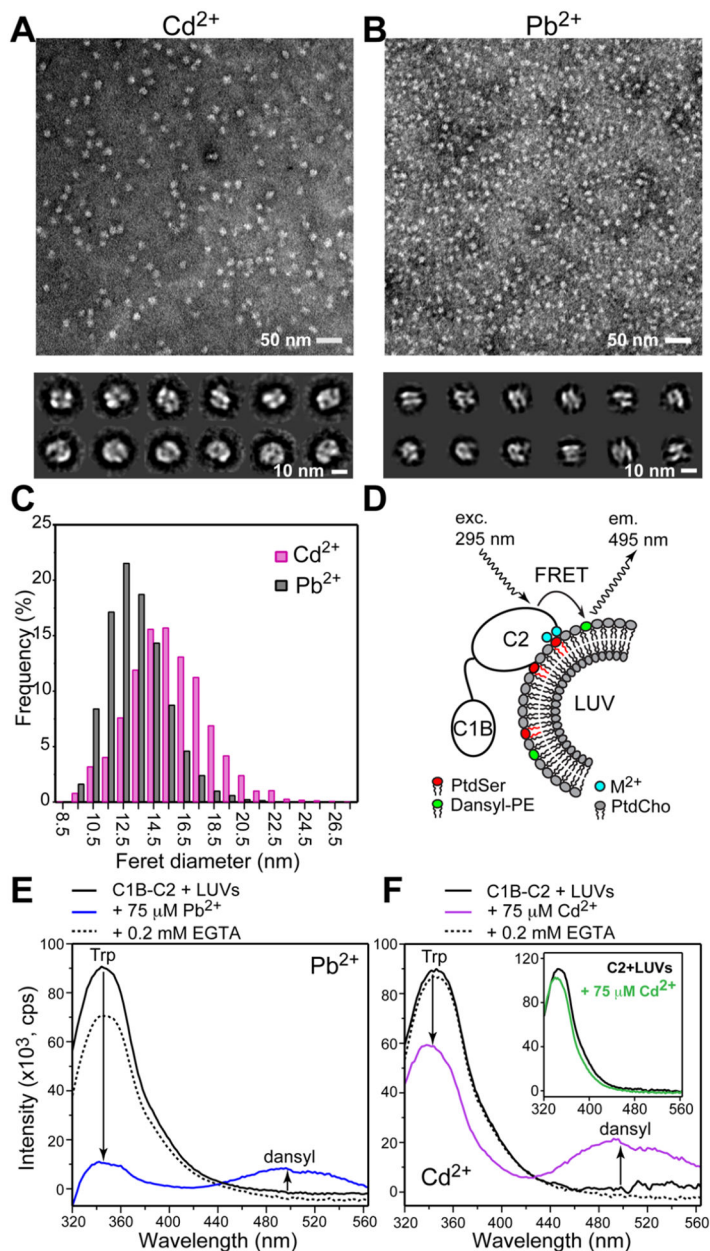 A Cd2+
50 nm
10 nm
B Pb2+
50 nm
10 nm
C
Frequency (%)
25
20
15
10
5
0
Cd2+
Pb2+
8.5 10.5 12.5 14.5 16.5 18.5 20.5 22.5 24.5 26.5
Feret diameter (nm)
D
exc.
295 nm
em.
495 nm
FRET
C2
C1B
LUV
PtdSer
M2+
Dansyl-PE
PtdCho
E
C1B-C2 + LUVs
+ 75 μM Pb2+
+ 0.2 mM EGTA
Trp
Pb2+
dansyl
Intensity (x103, cps)
100
80
60
40
20
0
320 360 400 440 480 520 560
Wavelength (nm)
F
C1B-C2 + LUVs
+ 75 μM Cd2+
+ 0.2 mM EGTA
Trp
C2+LUVs
+ 75 μM Cd2+
120
80
40
0
320 400 480 560
dansyl
Cd2+
100
80
60
40
20
0
320 360 400 440 480 520 560
Wavelength (nm)